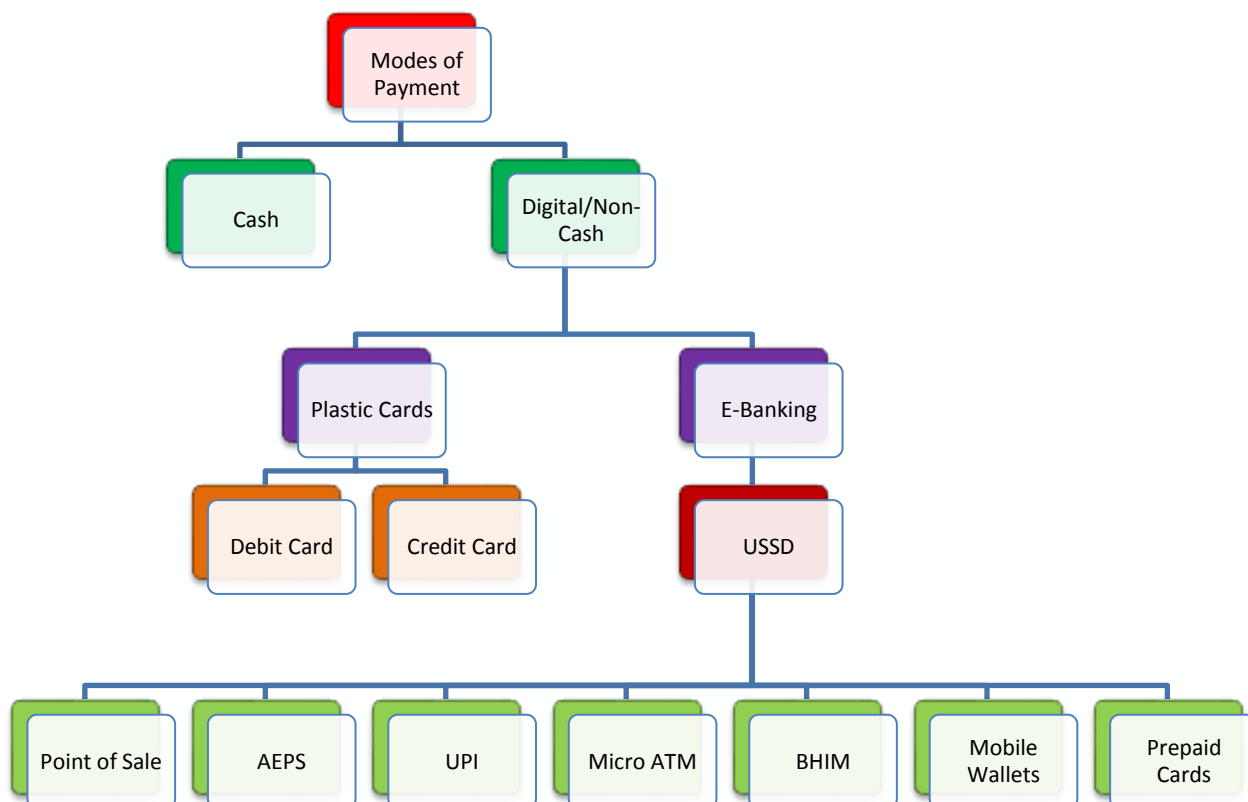 Modes of
Payment
Cash
Digital/Non-
Cash
Plastic Cards
E-Banking
Debit Card
Credit Card
USSD
Point of Sale
AEPS
UPI
Micro ATM
BHIM
Mobile
Wallets
Prepaid
Cards